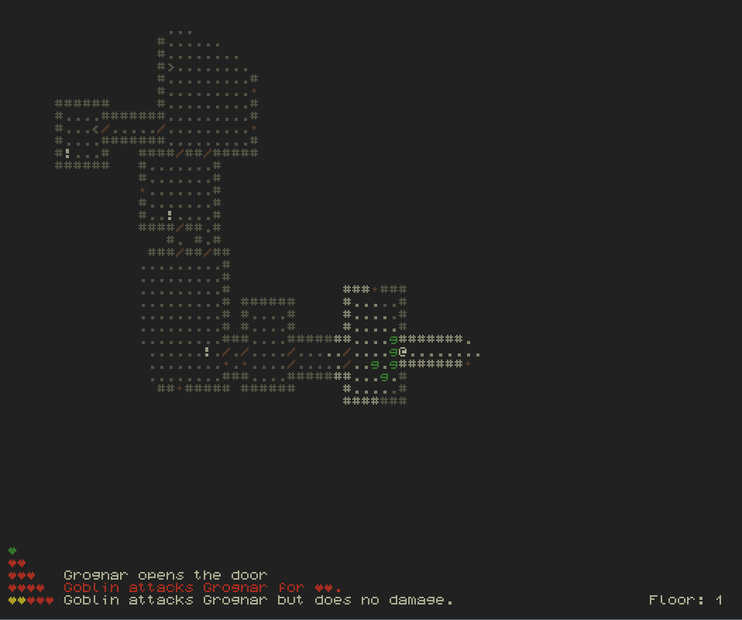 Grognar opens the door
Goblin attacks Grognar for ♥♥.
Goblin attacks Grognar but does no damage.
Floor: 1